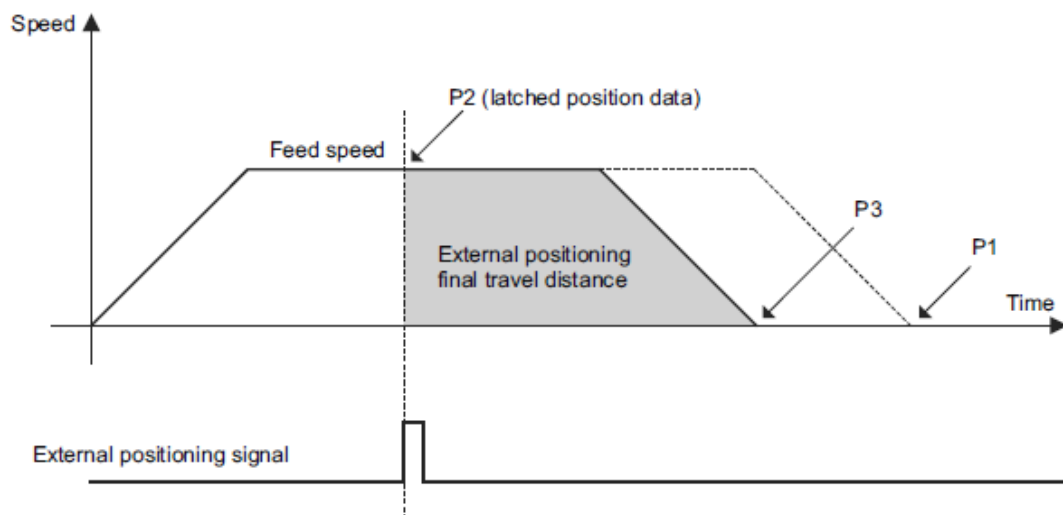 Speed
P2 (latched position data)
Feed speed
P3
External positioning
final travel distance
P1
Time
External positioning signal